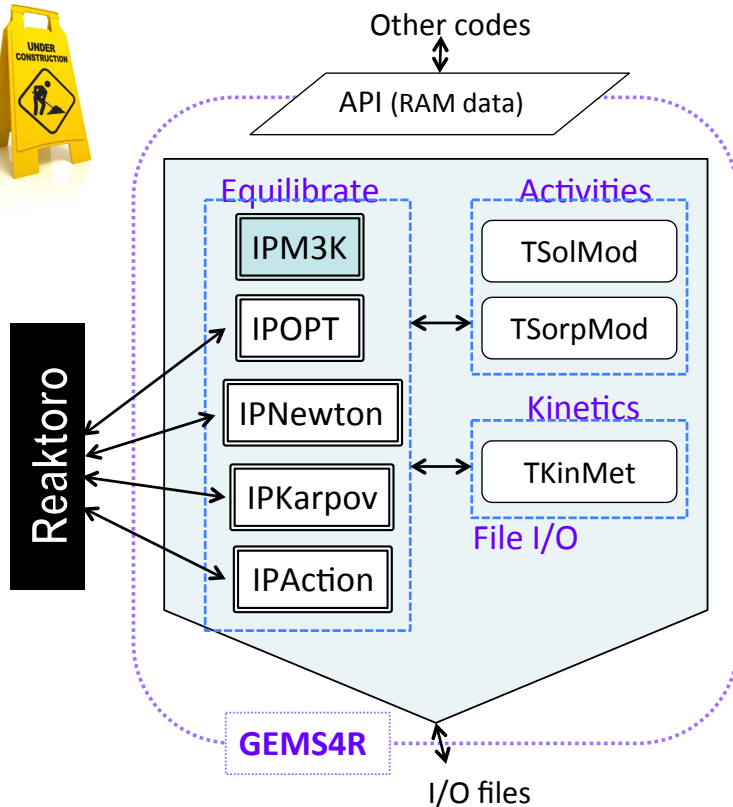 UNDER
CONSTRUCTION
Other codes
API (RAM data)
Equilibrate
IPM3K
IPOPT
IPNewton
IPKarpov
IPAction
Activities
TSolMod
TSorpMod
Kinetics
TKinMet
File I/O
Reaktoro
GEMS4R
I/O files